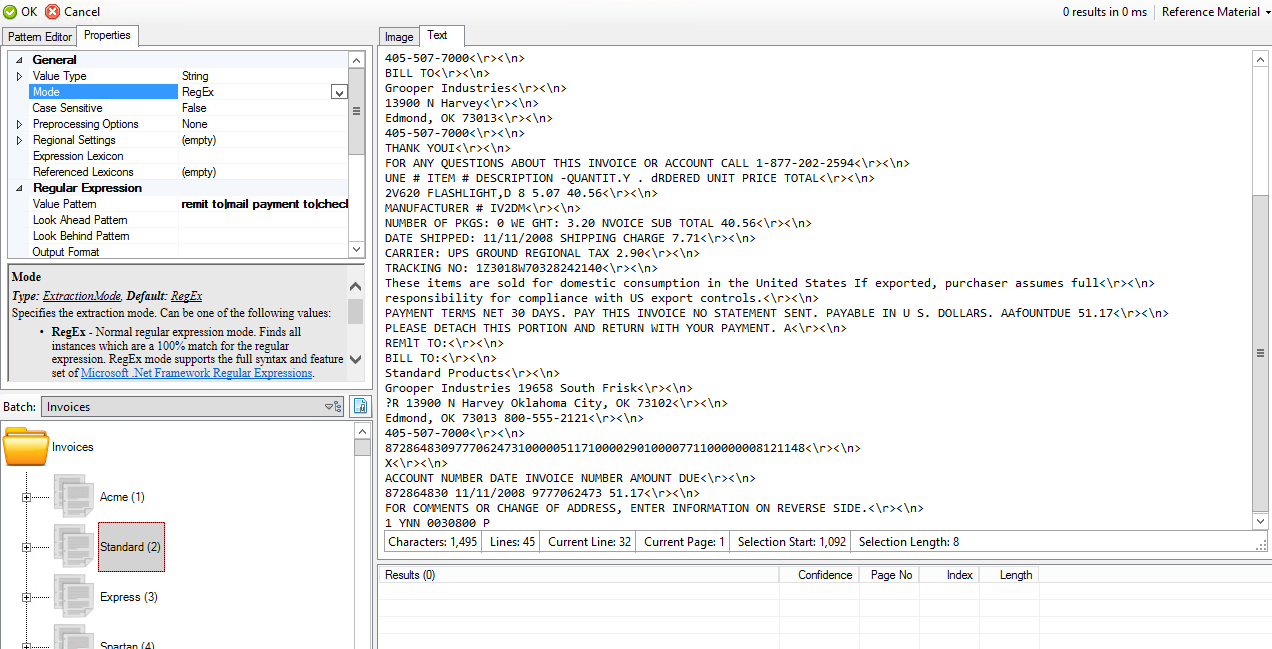 OK Cancel 0 results in 0 ms Reference Material
Pattern Editor Properties
General
Value Type String
Mode RegEx
Case Sensitive False
Preprocessing Options None
Regional Settings (empty)
Expression Lexicon
Referenced Lexicons (empty)
Regular Expression
Value Pattern remit to|mail payment to|chec
Look Ahead Pattern
Look Behind Pattern
Output Format
Mode
Type: ExtractionMode, Default: RegEx
Specifies the extraction mode. Can be one of the following values:
• RegEx - Normal regular expression mode. Finds all
instances which are a 100% match for the regular
expression. RegEx mode supports the full syntax and feature
set of Microsoft .Net Framework Regular Expressions.
Batch: Invoices
Invoices
Acme (1)
Standard (2)
Express (3)
Spartan (4)
Image Text
405-507-7000<\r><\n>
BILL TO<\r><\n>
Grooper Industries<\r><\n>
13900 N Harvey<\r><\n>
Edmond, OK 73013<\r><\n>
405-507-7000<\r><\n>
THANK YOUI<\r><\n>
FOR ANY QUESTIONS ABOUT THIS INVOICE OR ACCOUNT CALL 1-877-202-2594<\r><\n>
UNE # ITEM # DESCRIPTION -QUANTIT.Y . dRDERED UNIT PRICE TOTAL<\r><\n>
2V620 FLASHLIGHT,D 8 5.07 40.56<\r><\n>
MANUFACTURER # IV2DM<\r><\n>
NUMBER OF PKGS: 0 WE GHT: 3.20 NVOICE SUB TOTAL 40.56<\r><\n>
DATE SHIPPED: 11/11/2008 SHIPPING CHARGE 7.71<\r><\n>
CARRIER: UPS GROUND REGIONAL TAX 2.90<\r><\n>
TRACKING NO: 1Z3018W70328242140<\r><\n>
These items are sold for domestic consumption in the United States If exported, purchaser assumes full<\r><\n>
responsibility for compliance with US export controls.<\r><\n>
PAYMENT TERMS NET 30 DAYS. PAY THIS INVOICE NO STATEMENT SENT. PAYABLE IN U S. DOLLARS. AAfOUNTDUE 51.17<\r><\n>
PLEASE DETACH THIS PORTION AND RETURN WITH YOUR PAYMENT. A<\r><\n>
REMlT TO:<\r><\n>
BILL TO:<\r><\n>
Standard Products<\r><\n>
Grooper Industries 19658 South Frisk<\r><\n>
?R 13900 N Harvey Oklahoma City, OK 73102<\r><\n>
Edmond, OK 73013 800-555-2121<\r><\n>
405-507-7000<\r><\n>
872864830977706247310000051171000029010000771100000008121148<\r><\n>
X<\r><\n>
ACCOUNT NUMBER DATE INVOICE NUMBER AMOUNT DUE<\r><\n>
872864830 11/11/2008 9777062473 51.17<\r><\n>
FOR COMMENTS OR CHANGE OF ADDRESS, ENTER INFORMATION ON REVERSE SIDE.<\r><\n>
1 YNN 0030800 P
Characters: 1,495 Lines: 45 Current Line: 32 Current Page: 1 Selection Start: 1,092 Selection Length: 8
Results (0) Confidence Page No Index Length